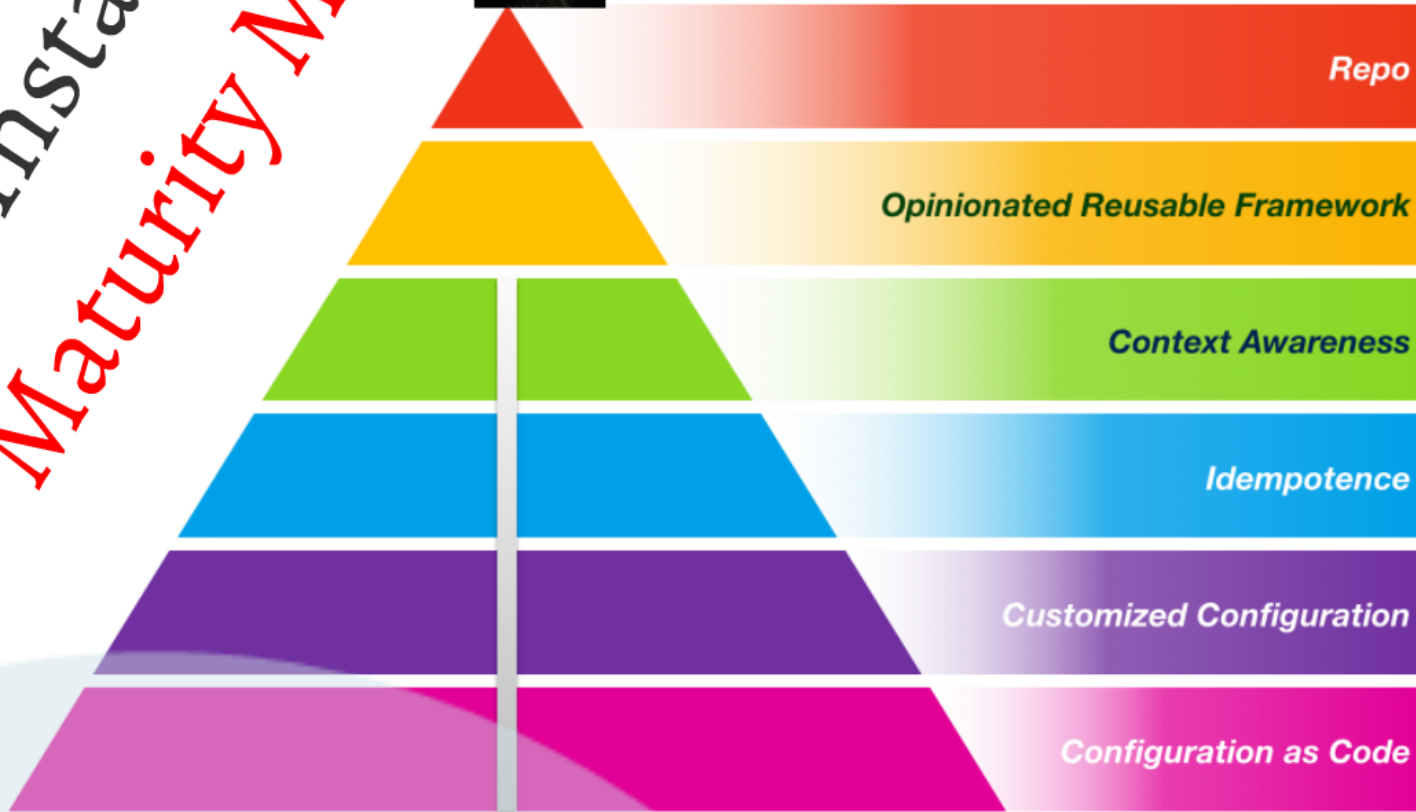 Maturity
Repo
Opinionated Reusable Framework
Context Awareness
Idempotence
Customized Configuration
Configuration as Code